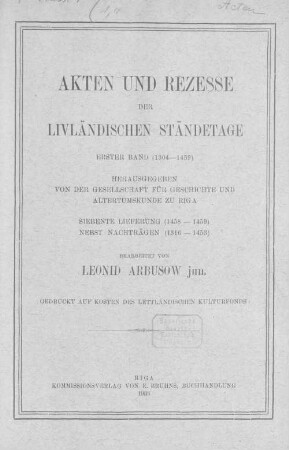 Akten
AKTEN UND REZESSE
DER
LIVLÄNDISCHEN STÄNDETAGE
ERSTER BAND (1304—1459)
HERAUSGEGEBEN
VON DER GESELLSCHAFT FÜR GESCHICHTE UND
ALTERTUMSKUNDE ZU RIGA
SIEBENTE LIEFERUNG (1458 — 1459)
NEBST NACHTRÄGEN (1316 — 1453)
BEARBEITET VON
LEONID ARBUSOW jun.
GEDRUCKT AUF KOSTEN DES LETTLÄNDISCHEN KULTURFONDS
RIGA
KOMMISSIONSVERLAG VON E. BRUHNS, BUCHHANDLUNG